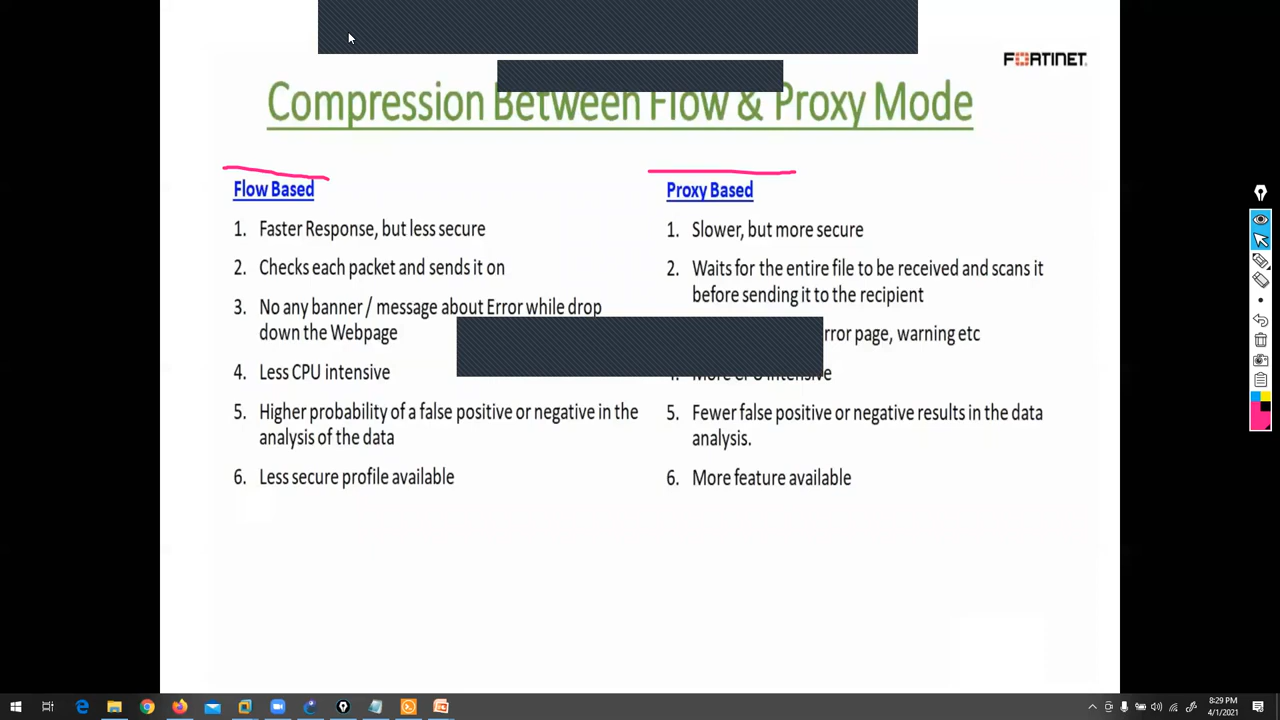 FORTINET
Compression Between Flow & Proxy Mode
Flow Based
1. Faster Response, but less secure
2. Checks each packet and sends it on
3. No any banner / message about Error while drop
down the Webpage
4. Less CPU intensive
5. Higher probability of a false positive or negative in the
analysis of the data
6. Less secure profile available
Proxy Based
1. Slower, but more secure
2. Waits for the entire file to be received and scans it
before sending it to the recipient
page, warning etc
4. More CPU intensive
5. Fewer false positive or negative results in the data
analysis.
6. More feature available
8:29 PM
4/1/2021